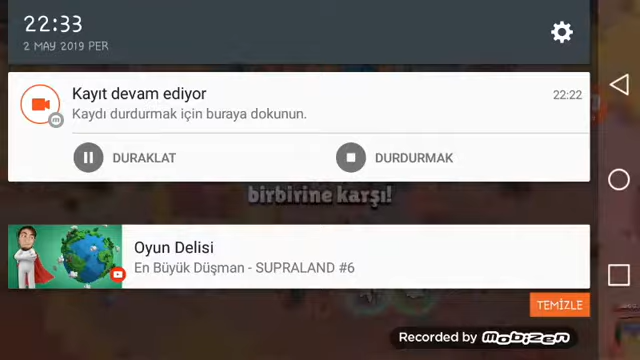 22:33
2 MAY 2019 PER
Kayıt devam ediyor
22:22
Kaydı durdurmak için buraya dokunun.
m
DURAKLAT
DURDURMAK
birbirine karşı!
Oyun Delisi
En Büyük Düşman - SUPRALAND #6
TEMİZLE
Recorded by Mobizen